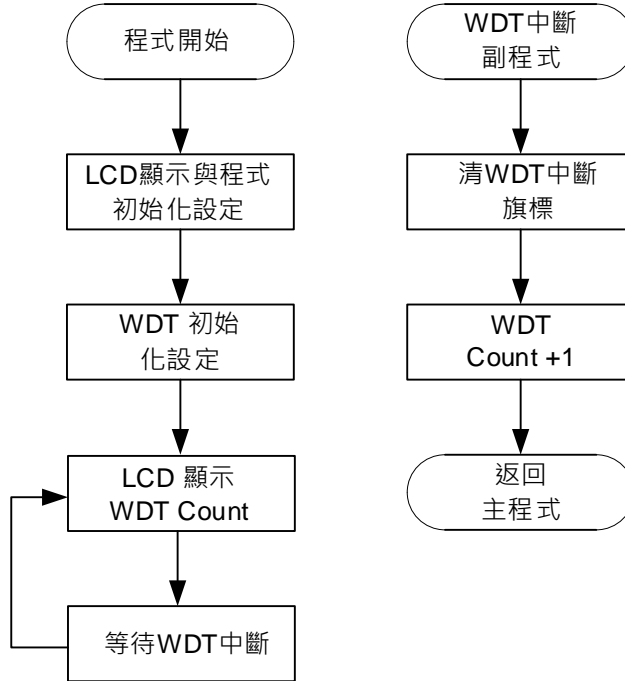 程式開始
LCD顯示與程式
初始化設定
WDT 初始
化設定
LCD 顯示
WDT Count
等待WDT中斷
WDT中斷
副程式
清WDT中斷
旗標
WDT
Count +1
返回
主程式